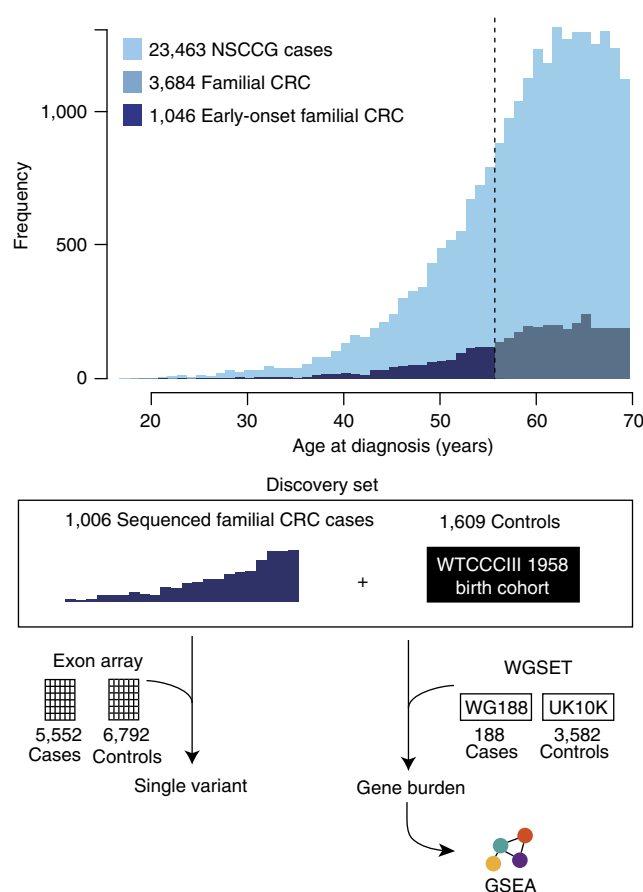 23,463 NSCCG cases
3,684 Familial CRC
1,046 Early-onset familial CRC
1,000
500
0
Frequency
20 30 40 50 60 70
Age at diagnosis (years)
Discovery set
1,006 Sequenced familial CRC cases
1,609 Controls
+
WTCCCIII 1958
birth cohort
Exon array
5,552
Cases
6,792
Controls
WGSET
WG188
UK10K
188
Cases
3,582
Controls
Single variant
Gene burden
GSEA